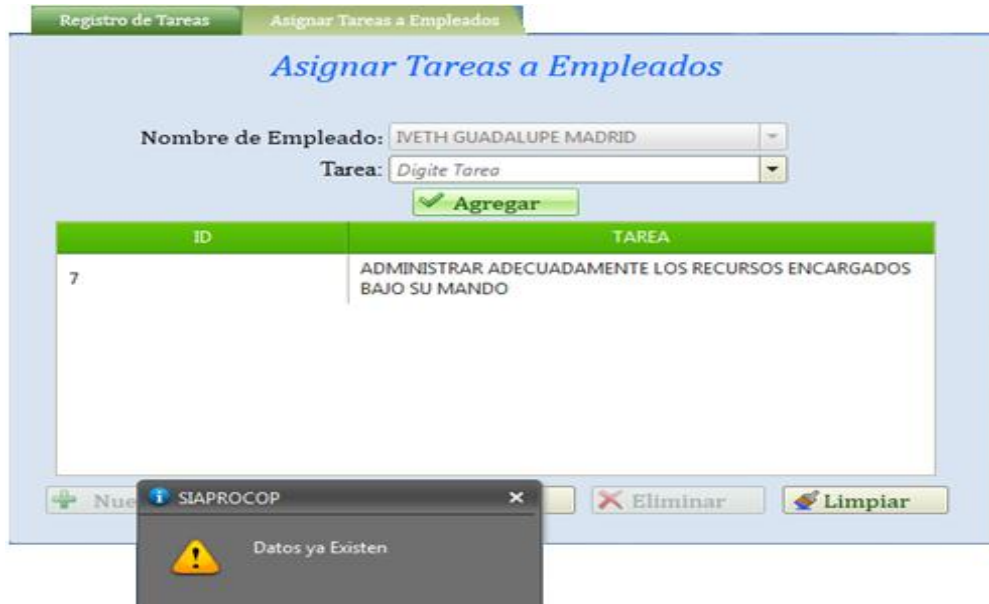 Registro de Tareas
Asignar Tareas a Empleados
Asignar Tareas a Empleados
Nombre de Empleado: IVETH GUADALUPE MADRID
Tarea: Digite Tarea
Agregar
ID TAREA
7 ADMINISTRAR ADECUADAMENTE LOS RECURSOS ENCARGADOS
BAJO SU MANDO
Eliminar
Limpiar
SIAPROCOP
Datos ya Existen